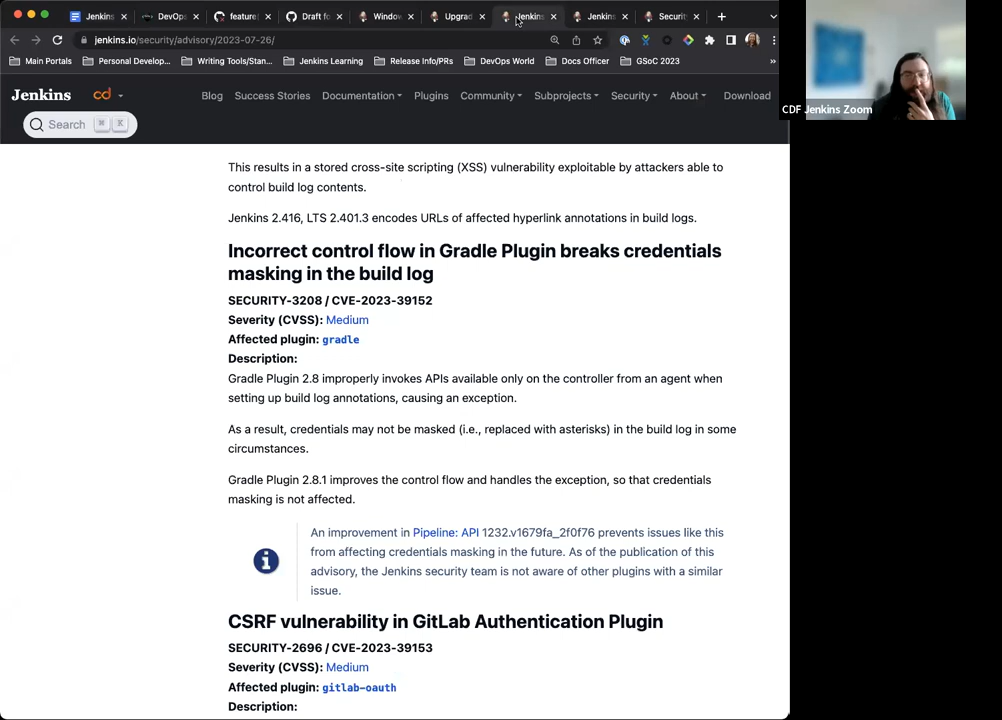 Jenkins
DevOps
feature
Draft fo
Window
Upgrad
Jenkins
Jenkins
Securit
jenkins.io/security/advisory/2023-07-26/
Main Portals
Personal Develop...
Writing Tools/Stan...
Jenkins Learning
Release Info/PRs
DevOps World
Docs Officer
GSoC 2023
»
Jenkins
cd
Blog
Success Stories
Documentation
Plugins
Community
Subprojects
Security
About
Download
Search ⌘ K
CDF Jenkins Zoom
This results in a stored cross-site scripting (XSS) vulnerability exploitable by attackers able to
control build log contents.
Jenkins 2.416, LTS 2.401.3 encodes URLs of affected hyperlink annotations in build logs.
Incorrect control flow in Gradle Plugin breaks credentials
masking in the build log
SECURITY-3208 / CVE-2023-39152
Severity (CVSS): Medium
Affected plugin: gradle
Description:
Gradle Plugin 2.8 improperly invokes APIs available only on the controller from an agent when
setting up build log annotations, causing an exception.
As a result, credentials may not be masked (i.e., replaced with asterisks) in the build log in some
circumstances.
Gradle Plugin 2.8.1 improves the control flow and handles the exception, so that credentials
masking is not affected.
An improvement in Pipeline: API 1232.v1679fa_2f0f76 prevents issues like this
from affecting credentials masking in the future. As of the publication of this
advisory, the Jenkins security team is not aware of other plugins with a similar
issue.
CSRF vulnerability in GitLab Authentication Plugin
SECURITY-2696 / CVE-2023-39153
Severity (CVSS): Medium
Affected plugin: gitlab-oauth
Description: